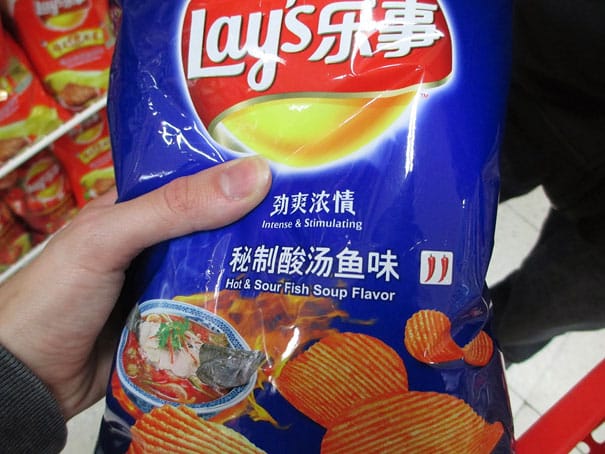 Lay's乐事
TM
劲爽浓情
Intense & Stimulating
秘制酸汤鱼味
Hot & Sour Fish Soup Flavor